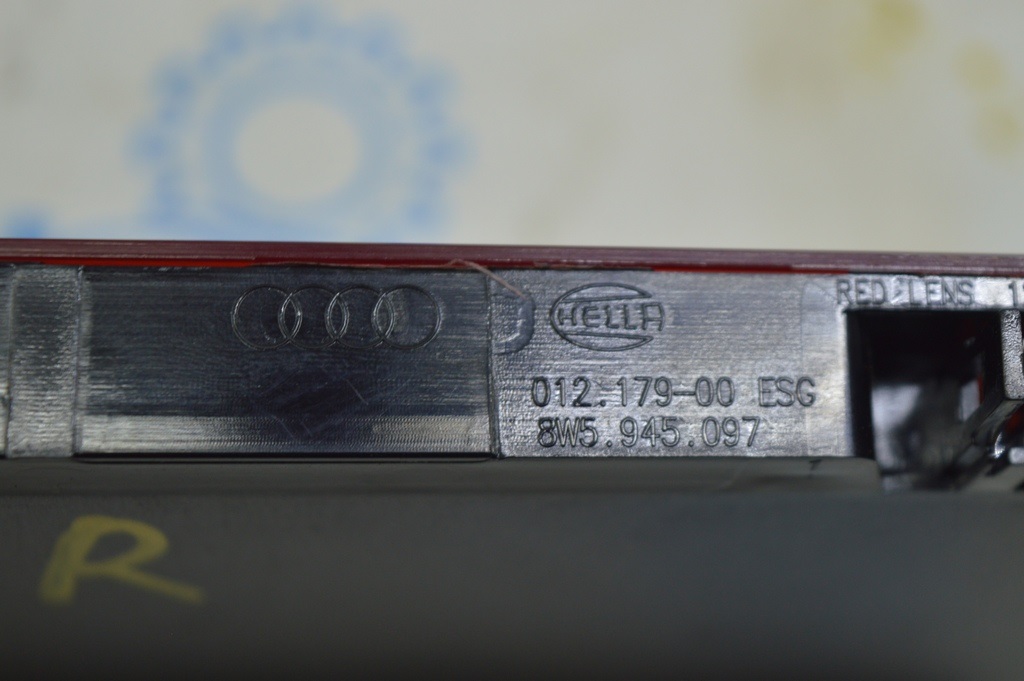 HELLA
RED LENS
012.179-00 ESG
8W5.945.097
R